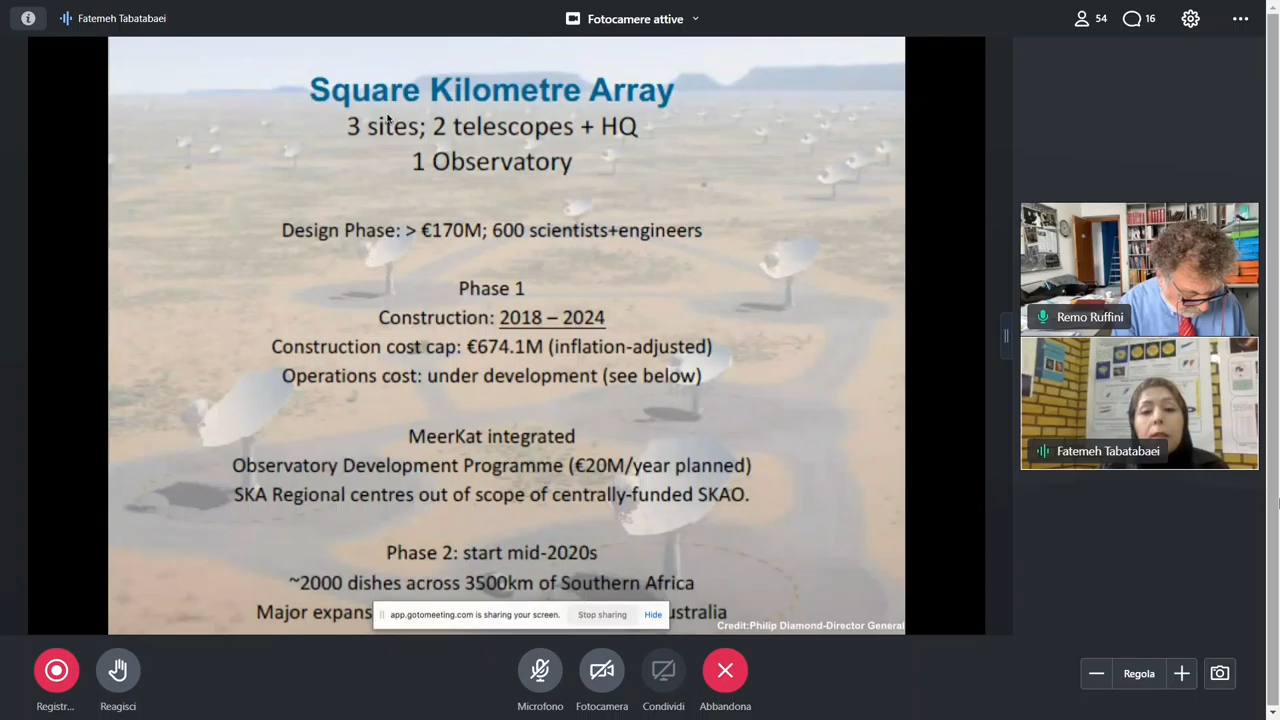 Fatemeh Tabatabaei
Fotocamere attive
54
16
Square Kilometre Array
3 sites; 2 telescopes + HQ
1 Observatory
Design Phase: > €170M; 600 scientists+engineers
Phase 1
Construction: 2018 – 2024
Construction cost cap: €674.1M (inflation-adjusted)
Operations cost: under development (see below)
MeerKat integrated
Observatory Development Programme (€20M/year planned)
SKA Regional centres out of scope of centrally-funded SKAO.
Phase 2: start mid-2020s
~2000 dishes across 3500km of Southern Africa
Major expans
app.gotomeeting.com is sharing your screen.
Stop sharing
Hide
ustralia
Credit:Philip Diamond-Director General
Remo Ruffini
Fatemeh Tabatabaei
Registr...
Reagisci
Microfono
Fotocamera
Condividi
Abbandona
Regola